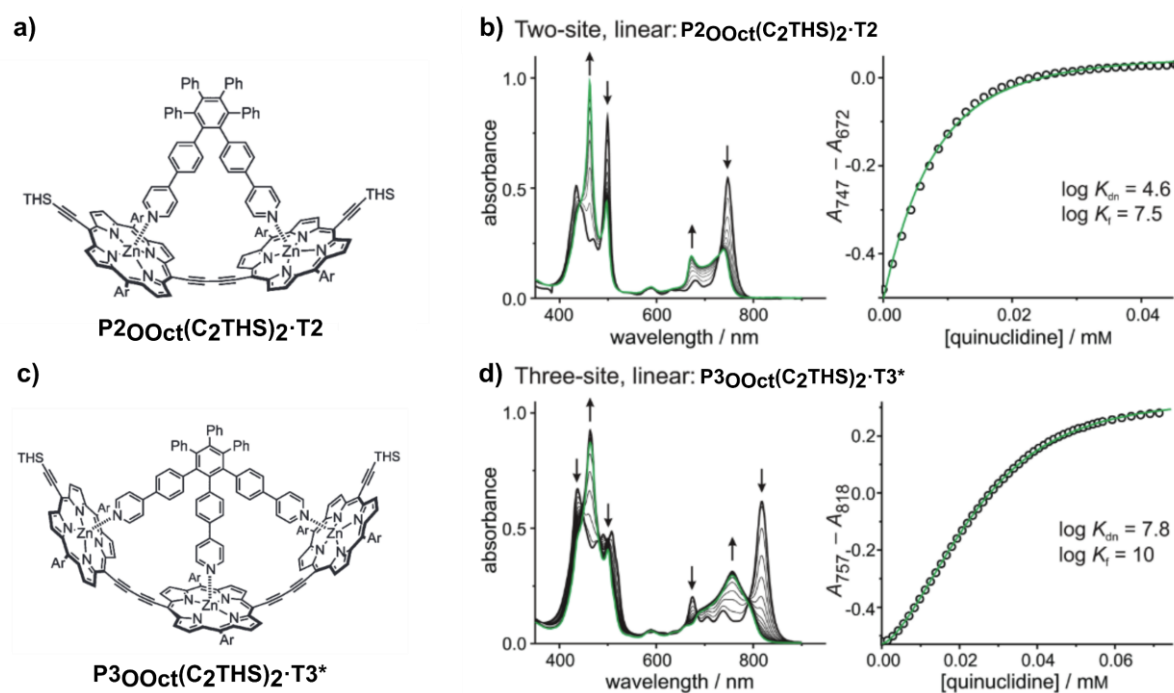 a)
Ph
Ph
Ph
Ph
THS
THS
Ar
N
N
N
N
N
N
Zn
Zn
N
N
N
N
Ar
Ar
Ar
P2OOct(C2THS)2·T2
b) Two-site, linear: P2OOct(C2THS)2·T2
1.0
0.5
0.0
absorbance
400
600
800
wavelength / nm
0.0
-0.2
-0.4
A747 – A672
log Kdn = 4.6
log Kf = 7.5
0.00
0.02
0.04
[quinuclidine] / mM
c)
Ph
Ph
Ph
THS
THS
Ar
N
N
N
Zn
Zn
Ar
Ar
Ar
N
Zn
Ar
Ar
P3OOct(C2THS)2·T3*
d) Three-site, linear: P3OOct(C2THS)2·T3*
1.0
0.5
0.0
absorbance
400
600
800
wavelength / nm
0.2
0.0
-0.2
-0.4
A757 – A818
log Kdn = 7.8
log Kf = 10
0.00
0.02
0.04
0.06
[quinuclidine] / mM